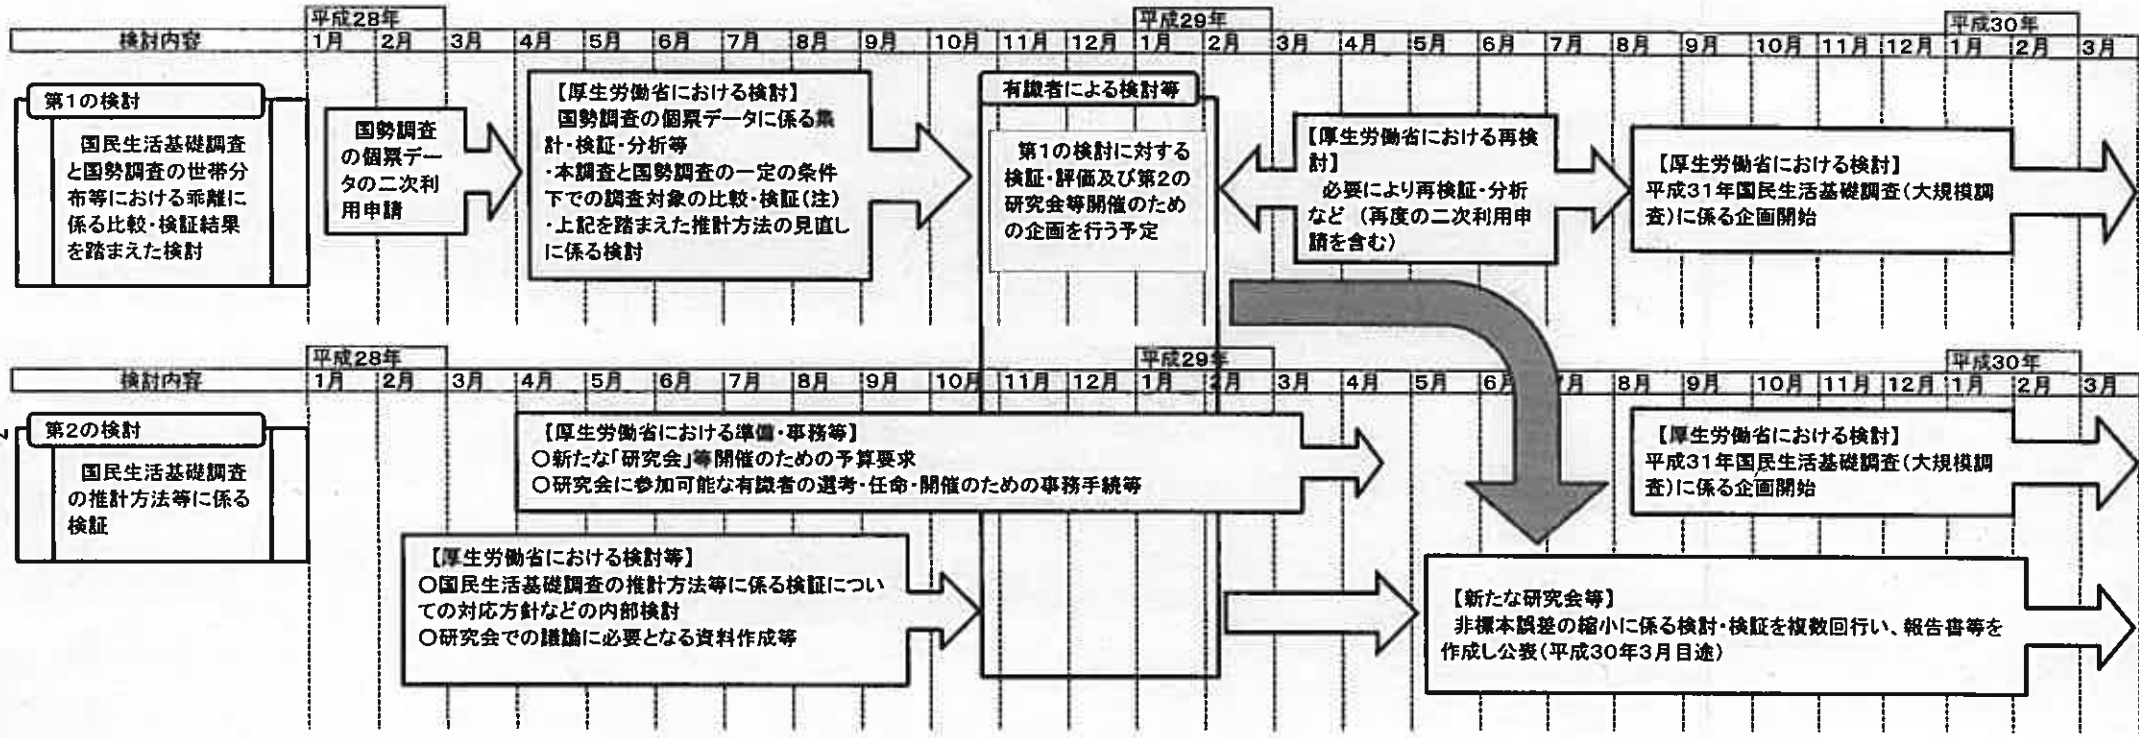 平成28年
平成29年
平成30年
検討内容
1月 2月 3月 4月 5月 6月 7月 8月 9月 10月 11月 12月 1月 2月 3月 4月 5月 6月 7月 8月 9月 10月 11月 12月 1月 2月 3月
第1の検討
国民生活基礎調査
と国勢調査の世帯分
布等における乖離に
係る比較・検証結果
を踏まえた検討
国勢調査
の個票デー
タの二次利
用申請
【厚生労働省における検討】
国勢調査の個票データに係る集
計・検証・分析等
・本調査と国勢調査の一定の条件
下での調査対象の比較・検証(注)
・上記を踏まえた推計方法の見直し
に係る検討
有識者による検討等
第1の検討に対する
検証・評価及び第2の
研究会等開催のため
の企画を行う予定
【厚生労働省における再検
討】
必要により再検証・分析
など (再度の二次利用申
請を含む)
【厚生労働省における検討】
平成31年国民生活基礎調査(大規模調
査)に係る企画開始
平成28年
平成29年
平成30年
検討内容
1月 2月 3月 4月 5月 6月 7月 8月 9月 10月 11月 12月 1月 2月 3月 4月 5月 6月 7月 8月 9月 10月 11月 12月 1月 2月 3月
第2の検討
国民生活基礎調査
の推計方法等に係る
検証
【厚生労働省における準備・事務等】
○新たな「研究会」等開催のための予算要求
○研究会に参加可能な有識者の選考・任命・開催のための事務手続等
【厚生労働省における検討等】
○国民生活基礎調査の推計方法等に係る検証につい
ての対応方針などの内部検討
○研究会での議論に必要となる資料作成等
【厚生労働省における検討】
平成31年国民生活基礎調査(大規模調
査)に係る企画開始
【新たな研究会等】
非標本誤差の縮小に係る検討・検証を複数回行い、報告書等を
作成し公表(平成30年3月目途)